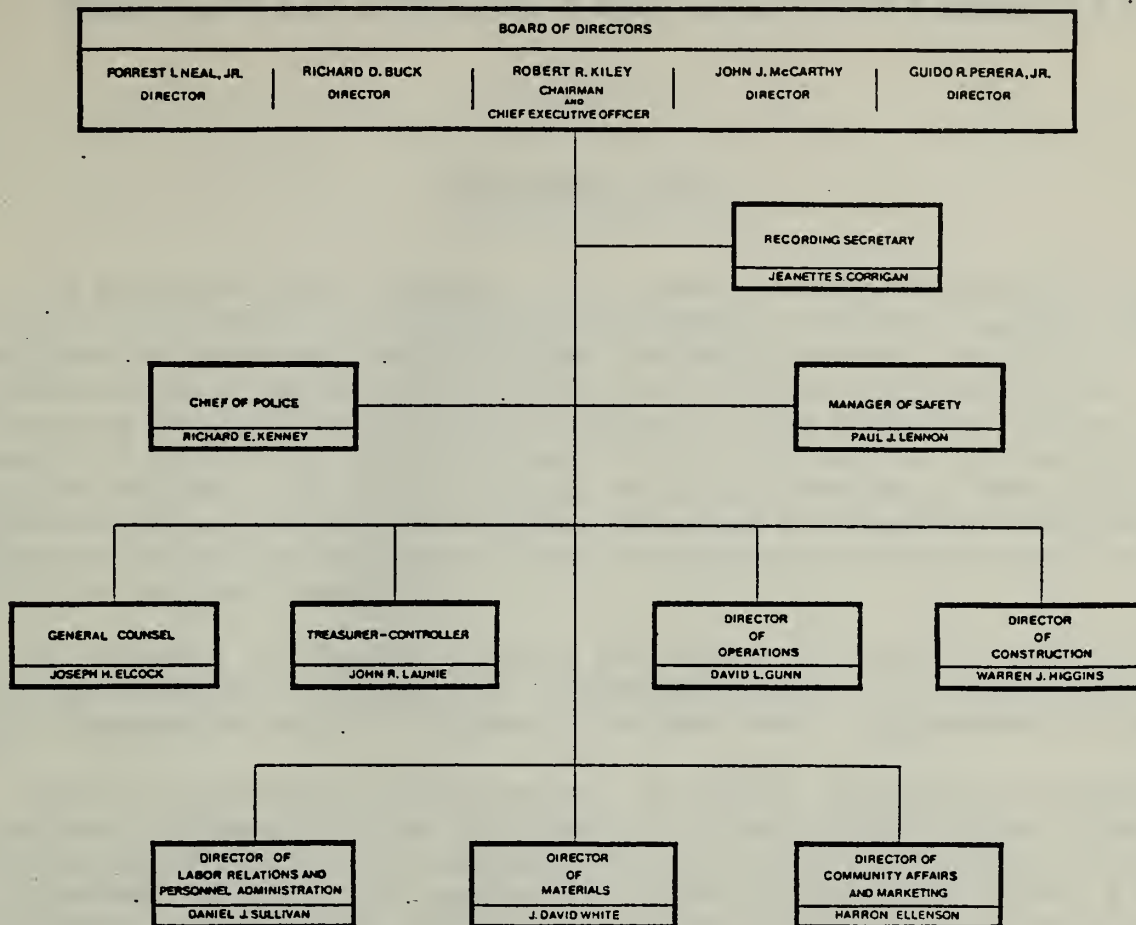 BOARD OF DIRECTORS
FORREST I. NEAL, JR.
DIRECTOR
RICHARD D. BUCK
DIRECTOR
ROBERT R. KILEY
CHAIRMAN
AND
CHIEF EXECUTIVE OFFICER
JOHN J. McCARTHY
DIRECTOR
GUIDO R. PERERA, JR.
DIRECTOR
RECORDING SECRETARY
JEANETTE S. CORRIGAN
CHIEF OF POLICE
RICHARD E. KENNEY
MANAGER OF SAFETY
PAUL J. LENNON
GENERAL COUNSEL
JOSEPH H. ELCOCK
TREASURER-CONTROLLER
JOHN R. LAUNIE
DIRECTOR
OF
OPERATIONS
DAVID L. GUNN
DIRECTOR
OF
CONSTRUCTION
WARREN J. HIGGINS
DIRECTOR OF
LABOR RELATIONS AND
PERSONNEL ADMINISTRATION
DANIEL J. SULLIVAN
DIRECTOR
OF
MATERIALS
J. DAVID WHITE
DIRECTOR OF
COMMUNITY AFFAIRS
AND MARKETING
HARRON ELLENSON